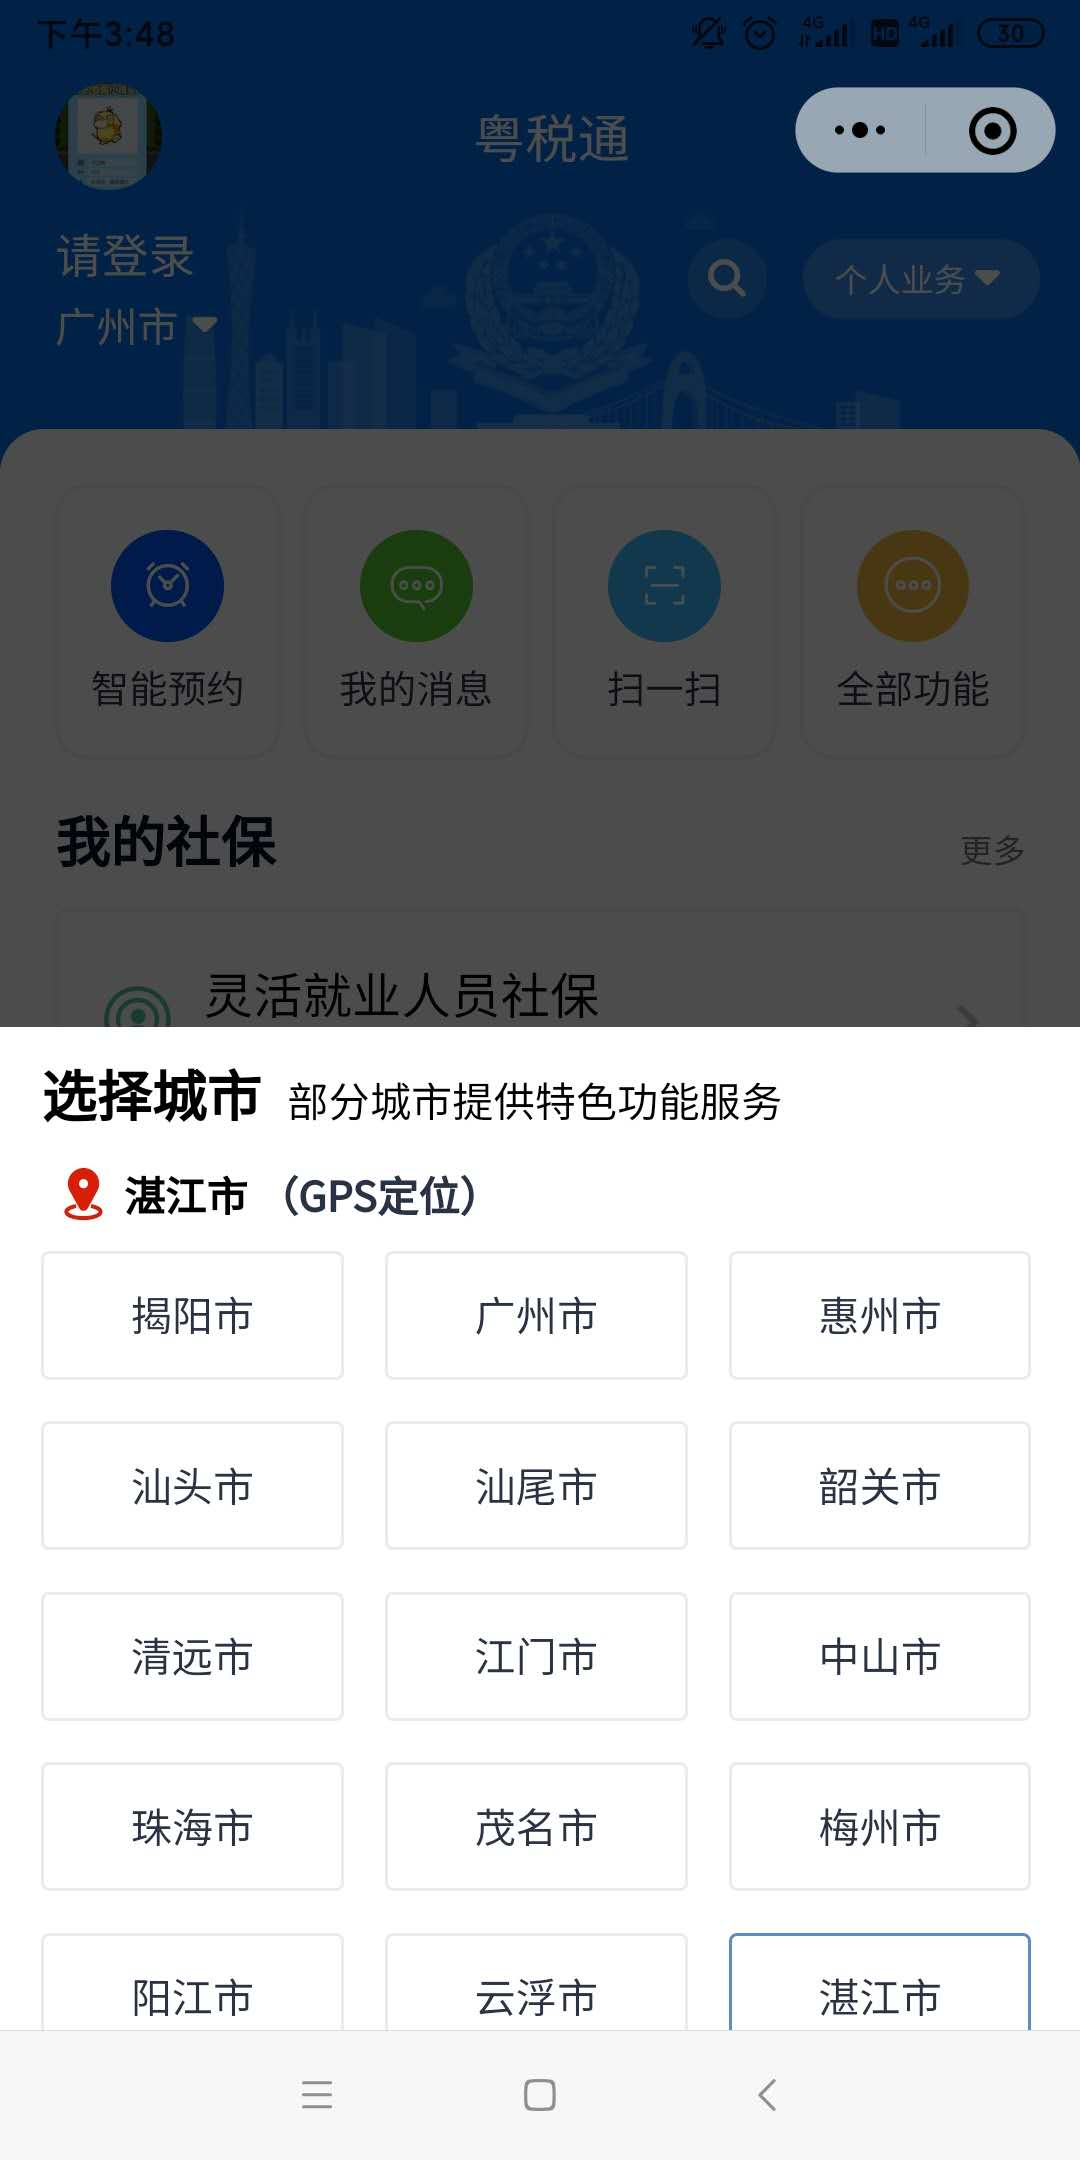 下午3:48
4G
HD
4G
30
粤税通
请登录
个人业务
广州市
智能预约
我的消息
扫一扫
全部功能
我的社保
更多
灵活就业人员社保
选择城市 部分城市提供特色功能服务
湛江市 （GPS定位）
揭阳市
广州市
惠州市
汕头市
汕尾市
韶关市
清远市
江门市
中山市
珠海市
茂名市
梅州市
阳江市
云浮市
湛江市